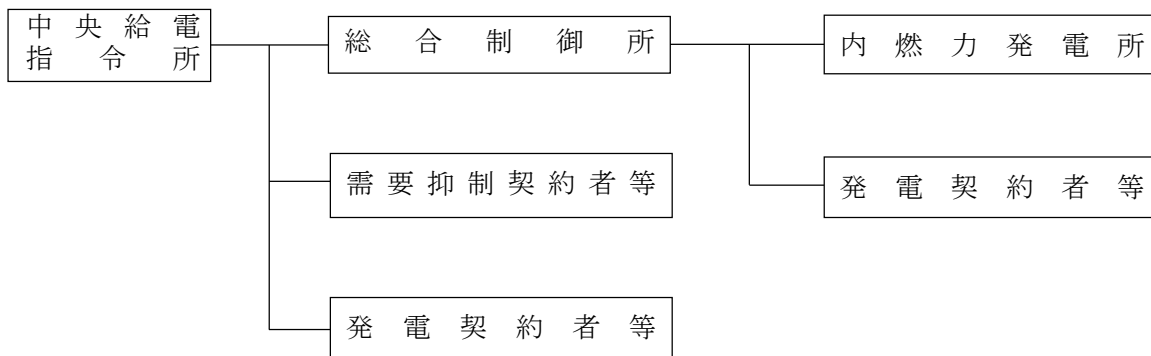 中央給電
指令所
総合制御所
内燃力発電所
需要抑制契約者等
発電契約者等
発電契約者等